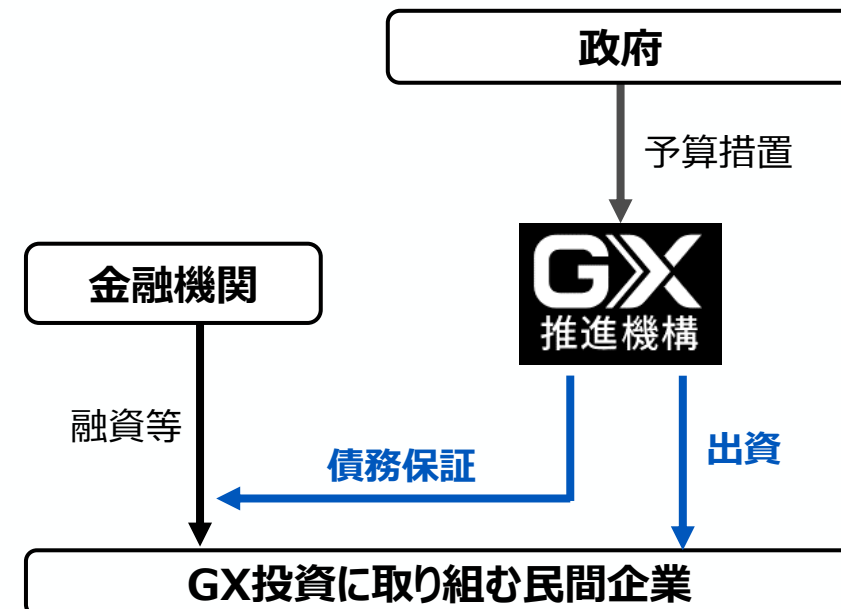 政府
予算措置
金融機関
GX
推進機構
融資等
債務保証
出資
GX投資に取り組む民間企業